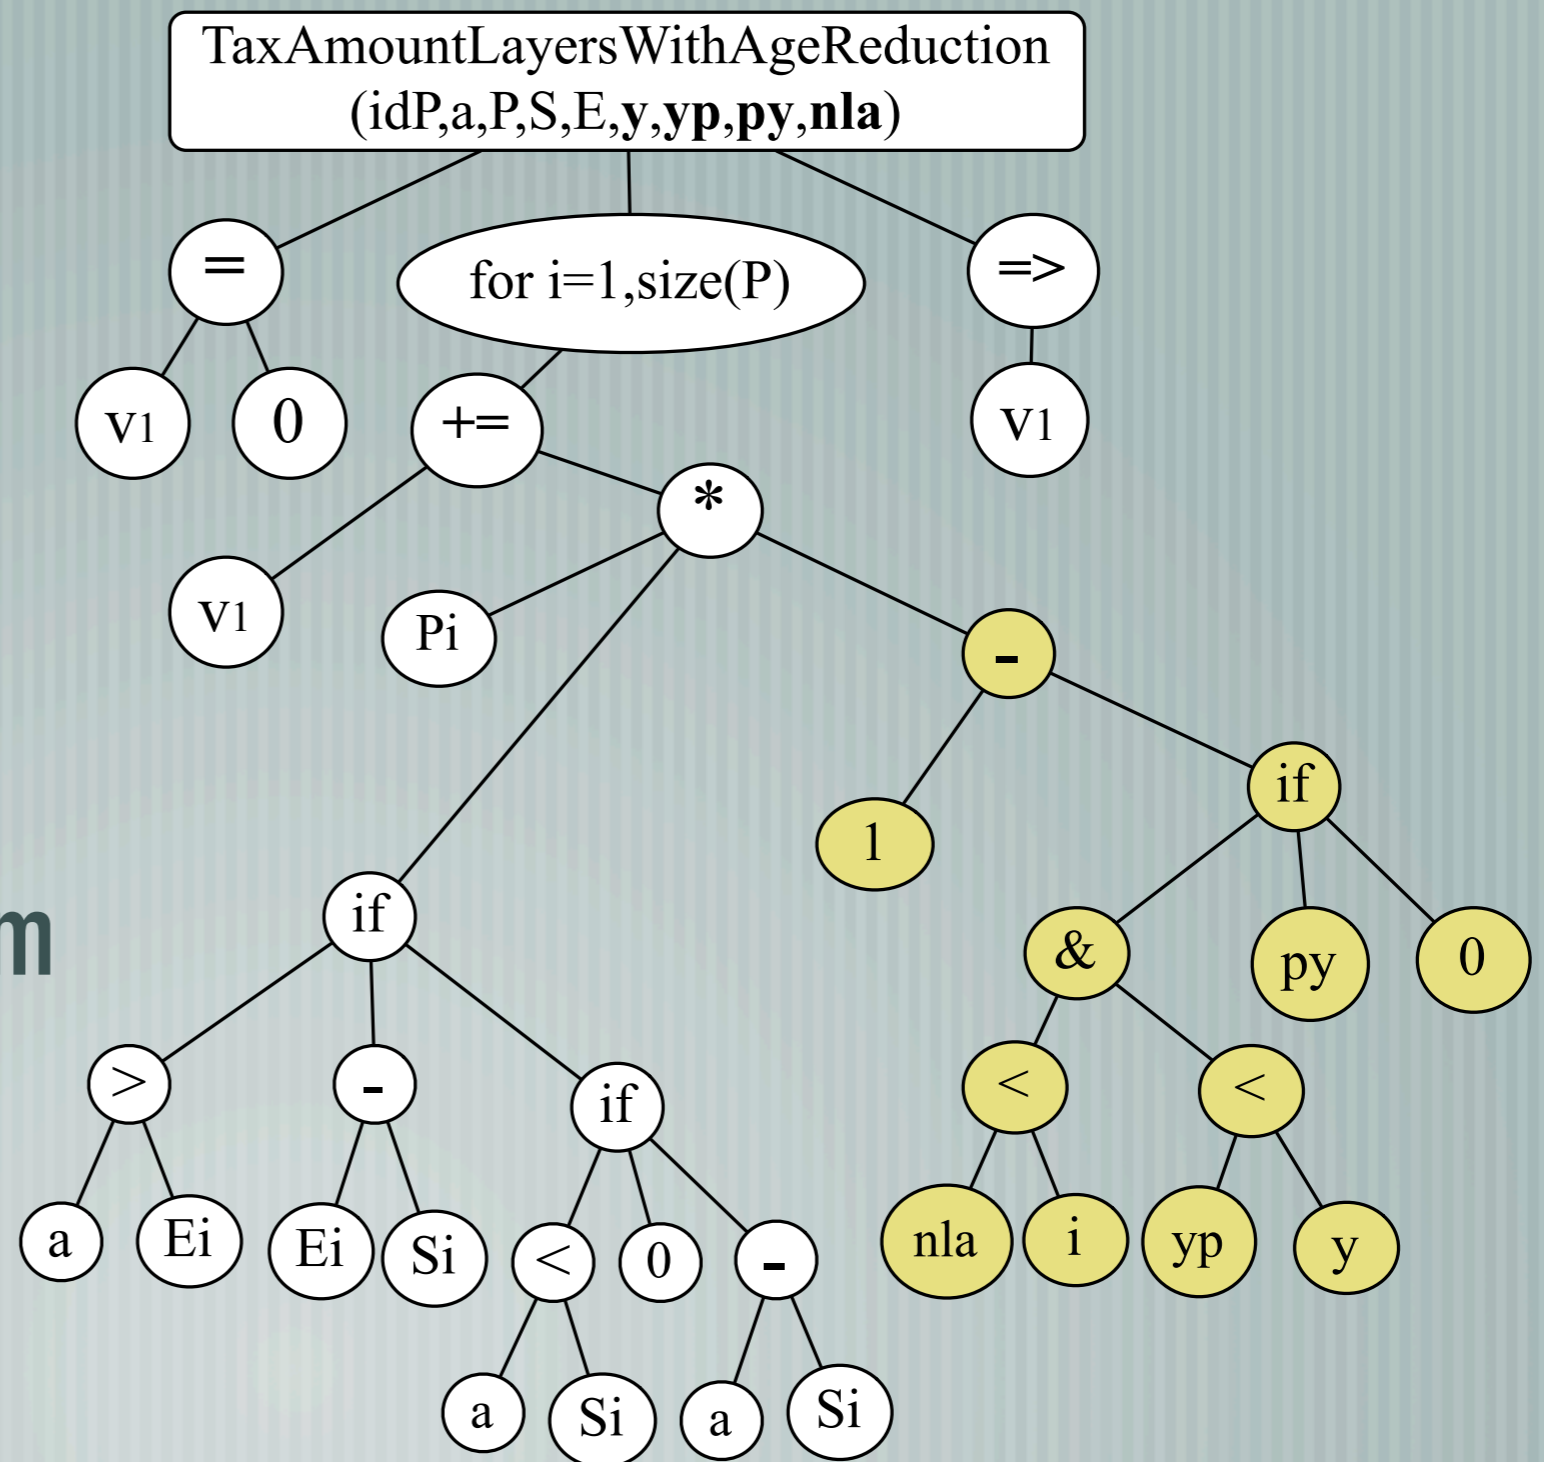 TaxAmountLayersWithAgeReduction
(idP,a,P,S,E,y,yp,py,nla)
=
for i=1,size(P)
=>
v1
0
+=
v1
*
v1
Pi
-
if
1
m
if
&
py
0
>
-
if
<
<
a
Ei
Ei
Si
<
0
-
nla
i
yp
y
a
Si
a
Si